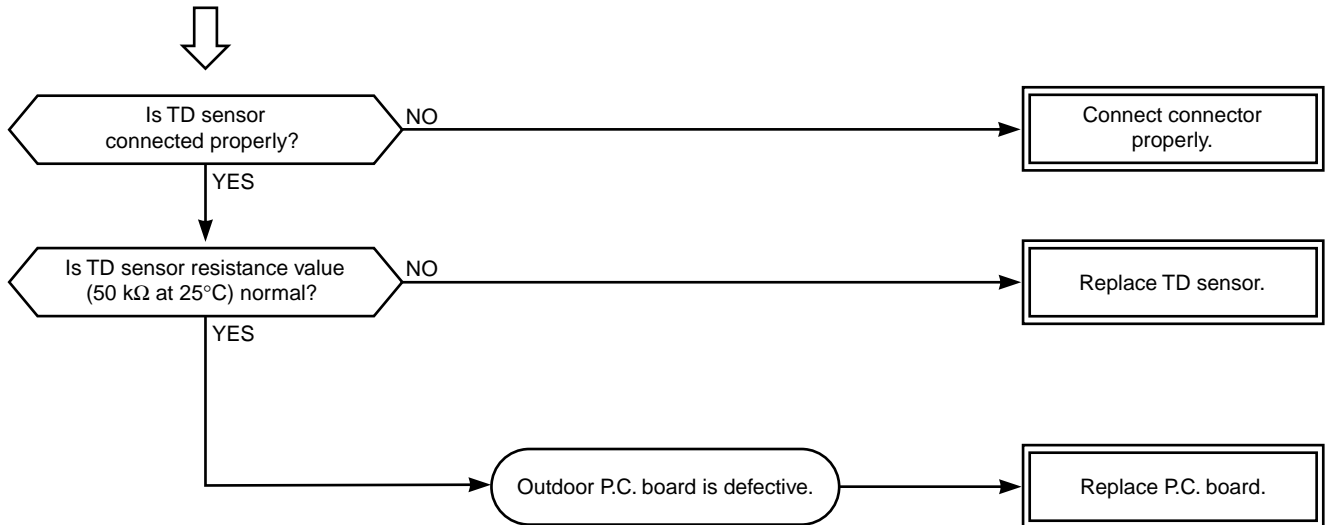 Is TD sensor
connected properly?
NO
Connect connector
properly.
YES
Is TD sensor resistance value
(50 kΩ at 25°C) normal?
NO
Replace TD sensor.
YES
Outdoor P.C. board is defective.
Replace P.C. board.